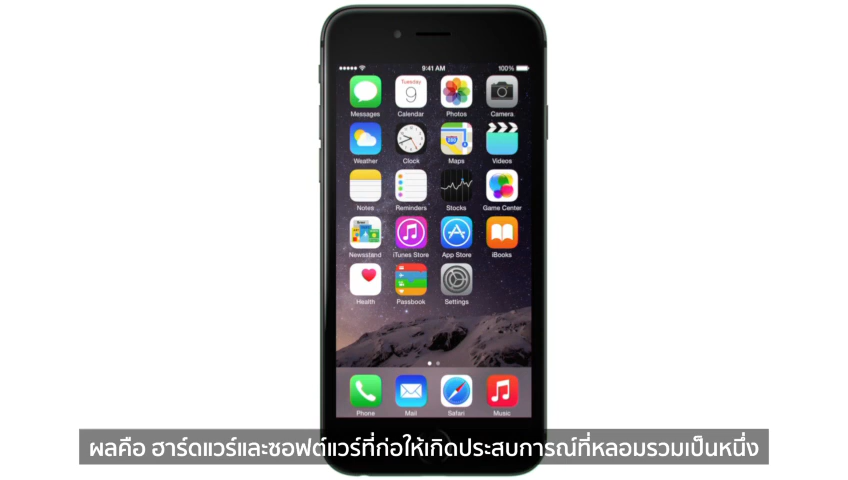 9:41 AM 100%
Tuesday
9
Messages Calendar Photos Camera
280
Weather Clock Maps Videos
Notes Reminders Stocks Game Center
Newsstand iTunes Store App Store iBooks
Health Passbook Settings
Phone Mail Safari Music
ผลคือ ฮาร์ดแวร์และซอฟต์แวร์ที่ก่อให้เกิดประสบการณ์ที่หลอมรวมเป็นหนึ่ง